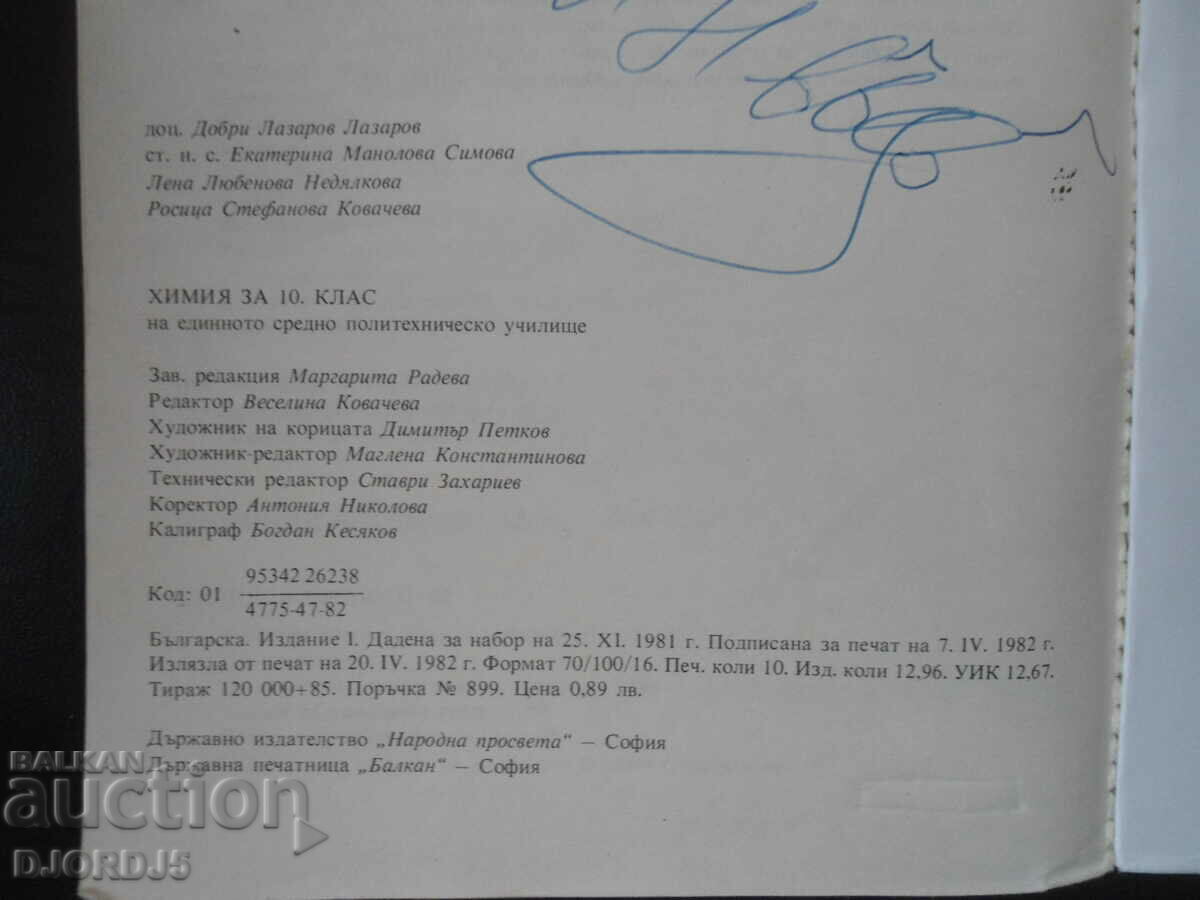 доц. Добри Лазаров Лазаров
ст. н. с. Екатерина Манолова Симова
Лена Любенова Недялкова
Росица Стефанова Ковачева
ХИМИЯ ЗА 10. КЛАС
на единното средно политехническо училище
Зав. редакция Маргарита Радева
Редактор Веселина Ковачева
Художник на корицата Димитър Петков
Художник-редактор Маглена Константинова
Технически редактор Ставри Захариев
Коректор Антония Николова
Калиграф Богдан Кесяков
Код: 01 95342 26238
4775-47-82
Българска. Издание I. Дадена за набор на 25. XI. 1981 г. Подписана за печат на 7. IV. 1982 г.
Излязла от печат на 20. IV. 1982 г. Формат 70/100/16. Печ. коли 10. Изд. коли 12,96. УИК 12,67.
Тираж 120 000+85. Поръчка № 899. Цена 0,89 лв.
Държавно издателство „Народна просвета“ – София
Държавна печатница „Балкан“ – София
BALKAN
auction
DJORDJ5